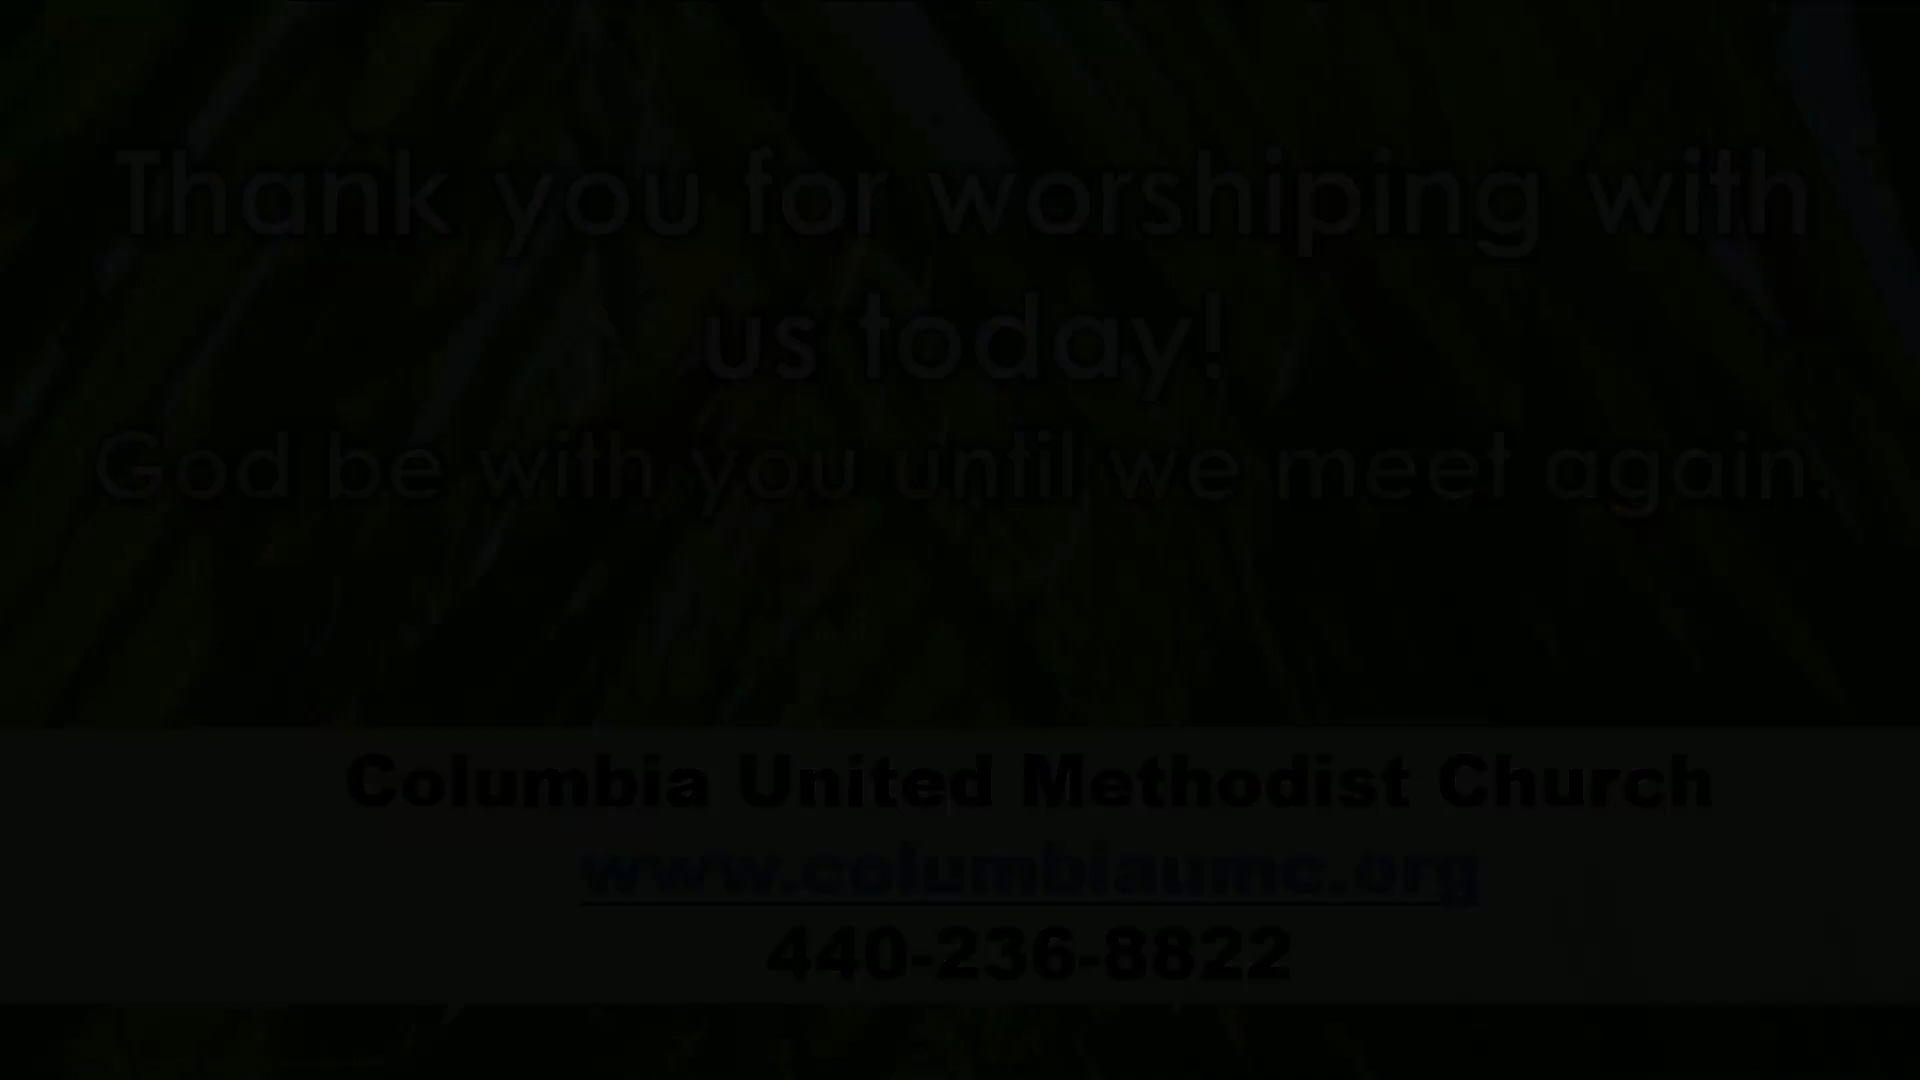 Thank you for worshiping with
us today!
God be with you until we meet again.
Columbia United Methodist Church
www.columbiaumc.org
440-236-8822